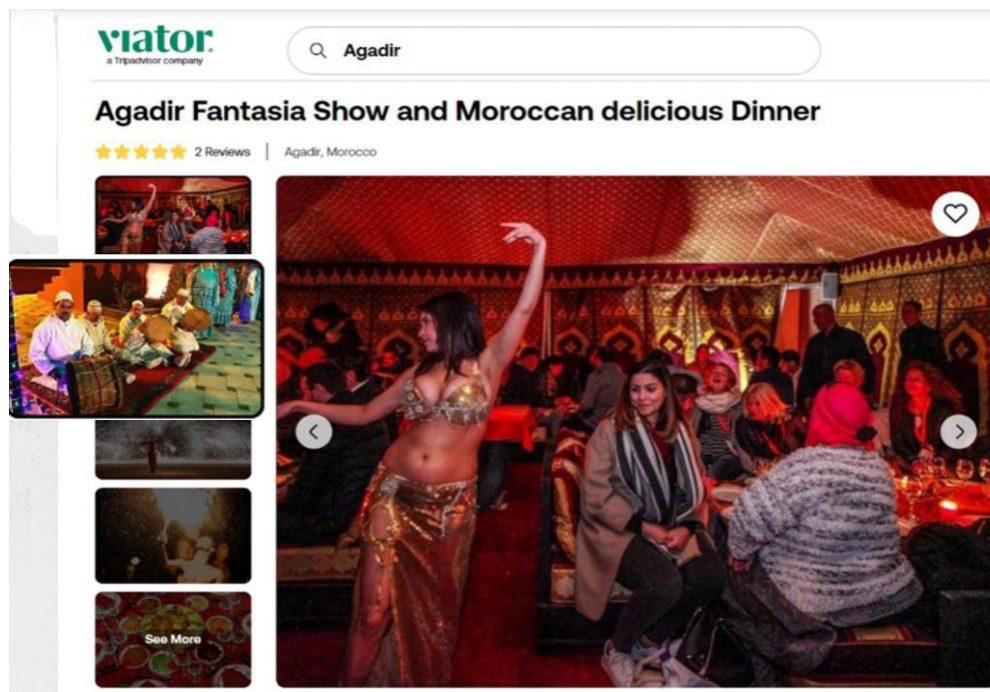 viator.
a Tripadvisor company
Agadir
Agadir Fantasia Show and Moroccan delicious Dinner
2 Reviews | Agadir, Morocco
See More